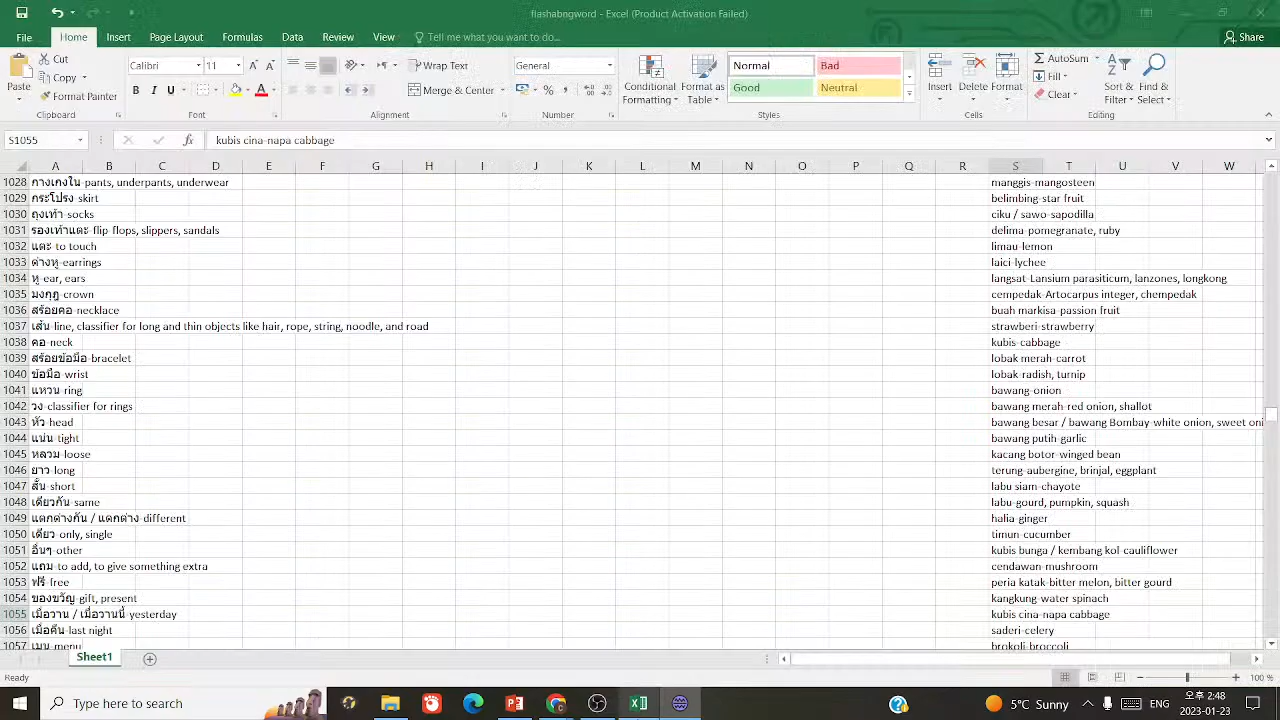 flashabngword - Excel (Product Activation Failed)
File Home Insert Page Layout Formulas Data Review View Tell me what you want to do... Share
Cut
Copy
Format Painter
Paste
Clipboard
Calibri 11
B I U
Font
Wrap Text
Merge & Center
Alignment
General
Number
Conditional Formatting
Format as Table
Normal Bad
Good Neutral
Styles
Insert Delete Format
Cells
AutoSum
Fill
Clear
Sort & Filter
Find & Select
Editing
S1055 fx kubis cina-napa cabbage
A B C D E F G H I J K L M N O P Q R S T U V W
1028 กางเกงใน-pants, underpants, underwear manggis-mangosteen
1029 กระโปรง-skirt belimbing-star fruit
1030 ถุงเท้า-socks ciku / sawo-sapodilla
1031 รองเท้าแตะ-flip-flops, slippers, sandals delima-pomegranate, ruby
1032 แตะ-to touch limau-lemon
1033 ต่างหู-earrings laici-lychee
1034 หู-ear, ears langsat-Lansium parasiticum, lanzones, longkong
1035 มงกุฎ-crown cempedak-Artocarpus integer, chempedak
1036 สร้อยคอ-necklace buah markisa-passion fruit
1037 เส้น-line, classifier for long and thin objects like hair, rope, string, noodle, and road strawberi-strawberry
1038 คอ-neck kubis-cabbage
1039 สร้อยข้อมือ-bracelet lobak merah-carrot
1040 ข้อมือ-wrist lobak-radish, turnip
1041 แหวน-ring bawang-onion
1042 วง-classifier for rings bawang merah-red onion, shallot
1043 หัว-head bawang besar / bawang Bombay-white onion, sweet oni
1044 แน่น-tight bawang putih-garlic
1045 หลวม-loose kacang botor-winged bean
1046 ยาว-long terung-aubergine, brinjal, eggplant
1047 สั้น-short labu siam-chayote
1048 เดียวกัน-same labu-gourd, pumpkin, squash
1049 แตกต่างกัน / แตกต่าง-different halia-ginger
1050 เดียว-only, single timun-cucumber
1051 อื่นๆ-other kubis bunga / kembang kol-cauliflower
1052 แถม-to add, to give something extra cendawan-mushroom
1053 ฟรี-free peria katak-bitter melon, bitter gourd
1054 ของขวัญ-gift, present kangkung-water spinach
1055 เมื่อวาน / เมื่อวานนี้-yesterday kubis cina-napa cabbage
1056 เมื่อคืน-last night saderi-celery
1057 เมนู-menu brokoli-broccoli
Sheet1
Ready 100 %
Type here to search 5°C Sunny ENG 오후 2:48
2023-01-23